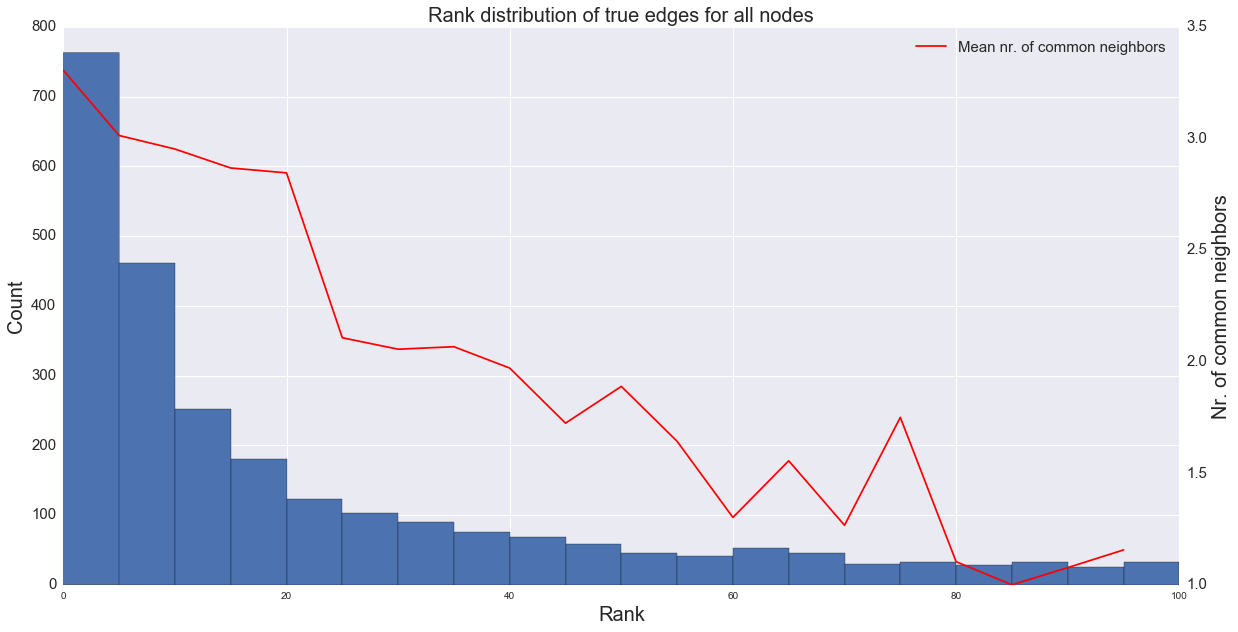 Rank distribution of true edges for all nodes
800
700
600
500
400
300
200
100
0
Count
Mean nr. of common neighbors
3.5
3.0
2.5
2.0
1.5
1.0
Nr. of common neighbors
0 20 40 60 80 100
Rank